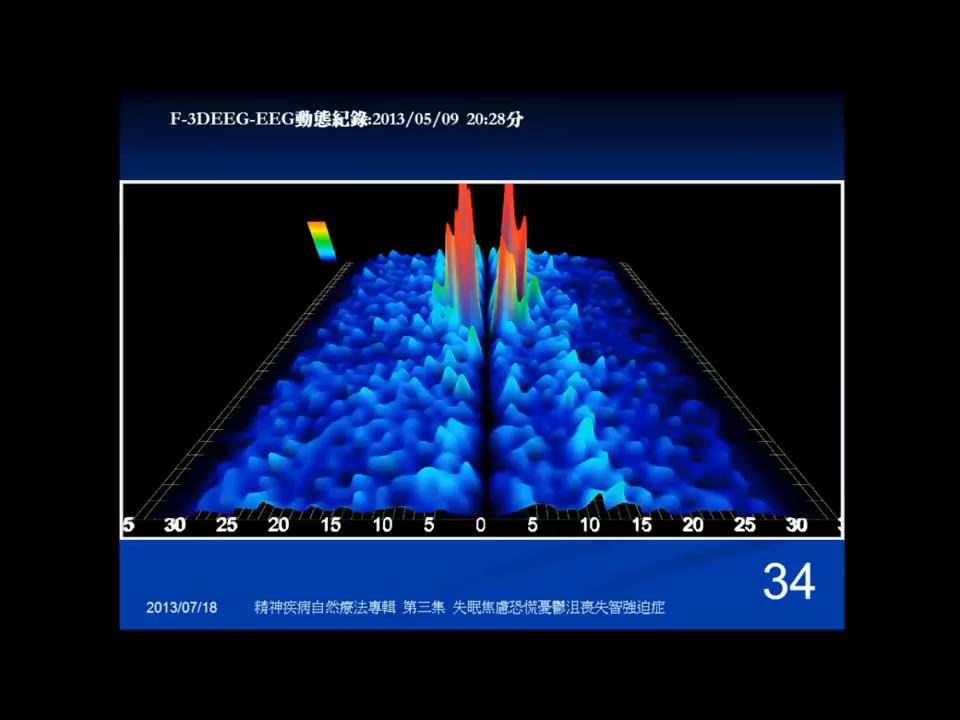 F-3DEEG-EEG動態紀錄:2013/05/09 20:28分
5 30 25 20 15 10 5 0 5 10 15 20 25 30
34
2013/07/18 精神疾病自然療法專輯 第三集 失眠焦慮恐慌憂鬱沮喪失智強迫症